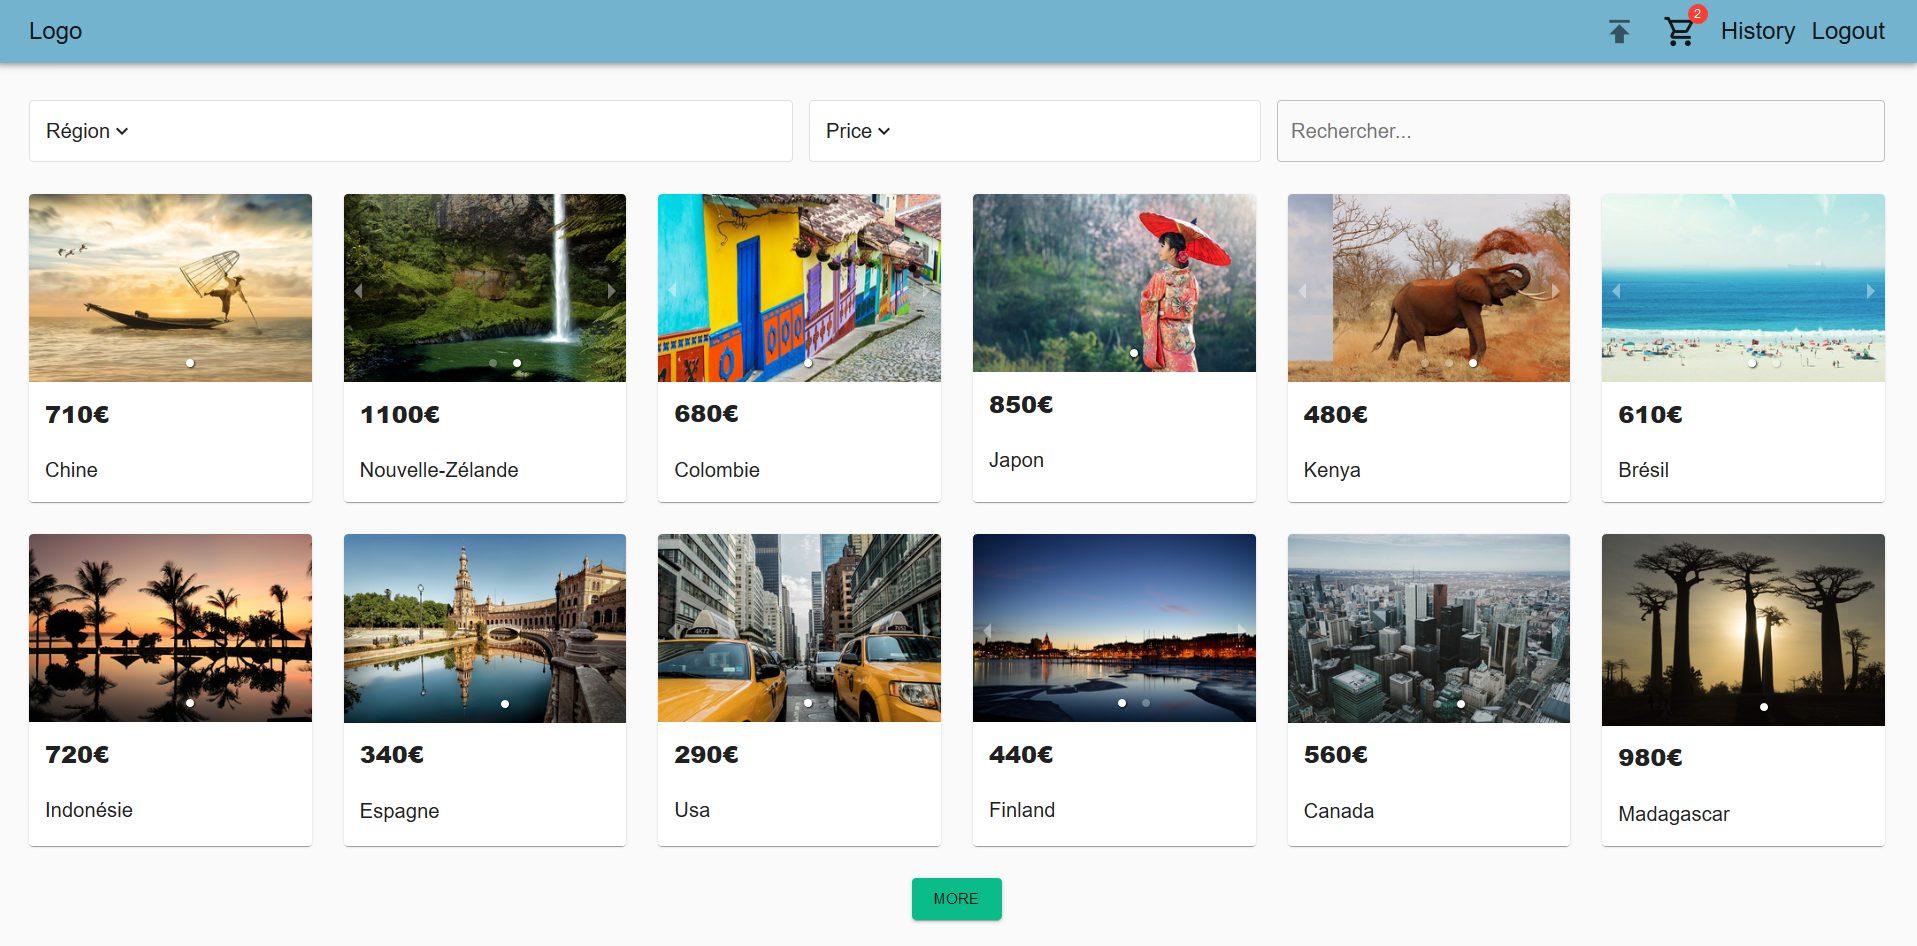 Logo
2
History
Logout
Région
Price
Rechercher...
710€
Chine
1100€
Nouvelle-Zélande
680€
Colombie
850€
Japon
480€
Kenya
610€
Brésil
720€
Indonésie
340€
Espagne
290€
Usa
440€
Finland
560€
Canada
980€
Madagascar
MORE